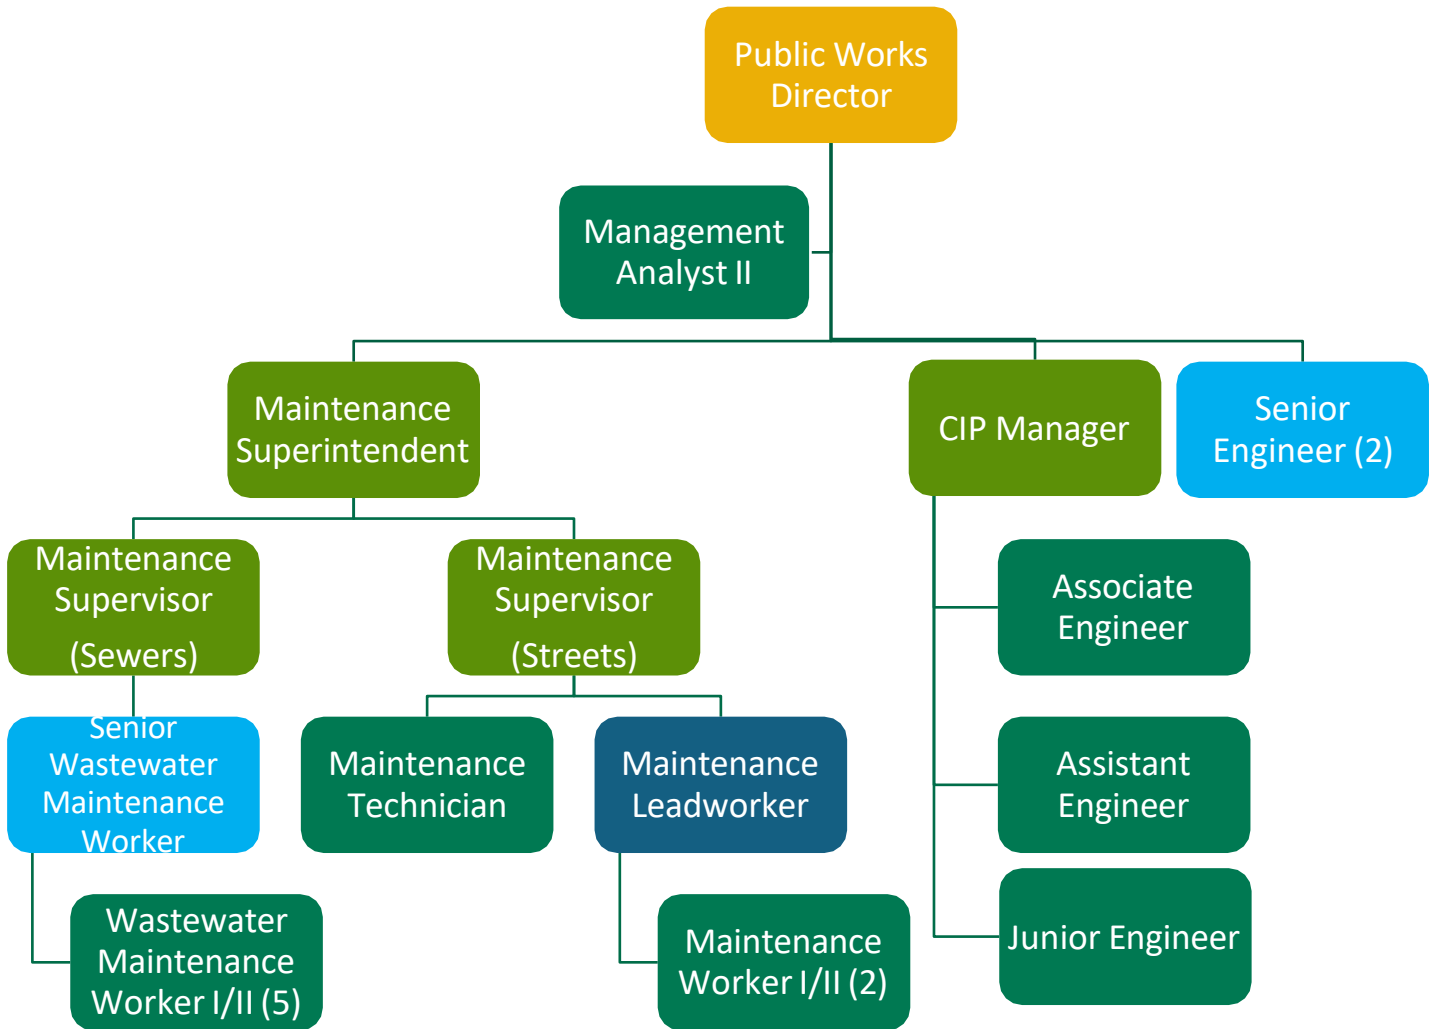 Public Works
Director
Management
Analyst II
Maintenance
Superintendent
CIP Manager
Senior
Engineer (2)
Maintenance
Supervisor
(Sewers)
Maintenance
Supervisor
(Streets)
Associate
Engineer
Senior
Wastewater
Maintenance
Worker
Maintenance
Technician
Maintenance
Leadworker
Assistant
Engineer
Wastewater
Maintenance
Worker I/II (5)
Maintenance
Worker I/II (2)
Junior Engineer